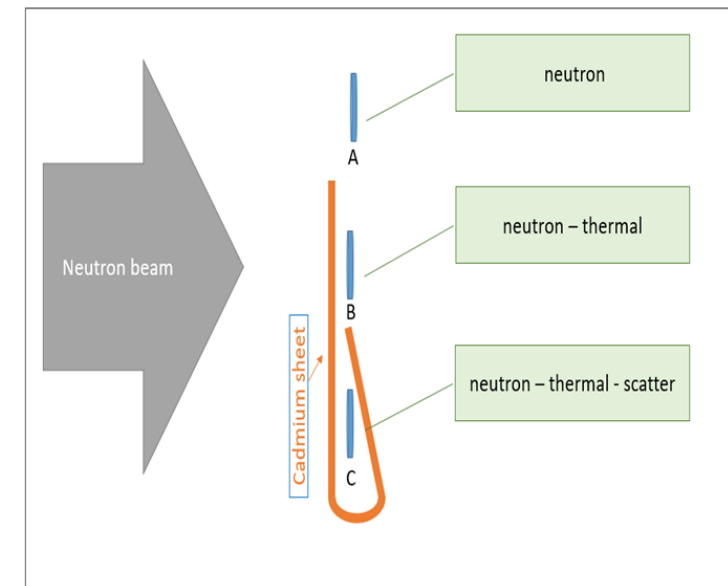 neutron
A
Neutron beam
neutron – thermal
B
Cadmium sheet
neutron – thermal - scatter
C